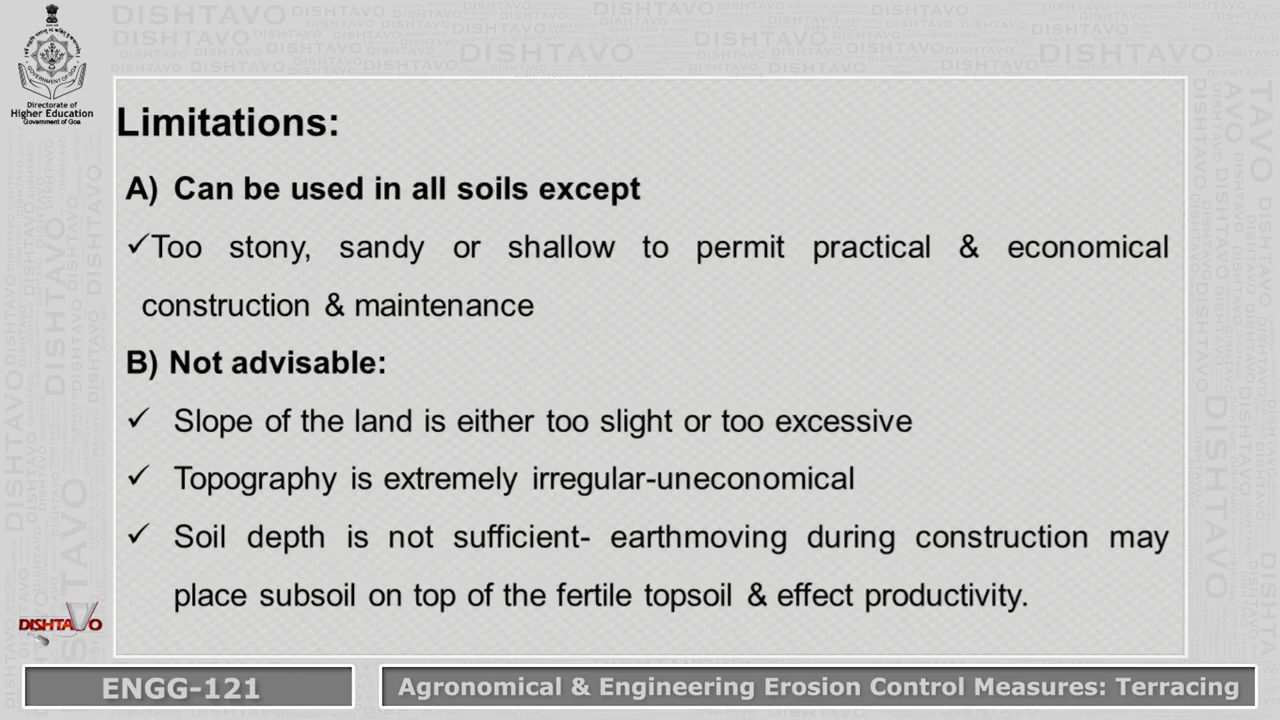 Directorate of
Higher Education
Government of Goa
Limitations:
A) Can be used in all soils except
✓Too stony, sandy or shallow to permit practical & economical
construction & maintenance
B) Not advisable:
✓ Slope of the land is either too slight or too excessive
✓ Topography is extremely irregular-uneconomical
✓ Soil depth is not sufficient- earthmoving during construction may
place subsoil on top of the fertile topsoil & effect productivity.
DISHTAVO
ENGG-121
Agronomical & Engineering Erosion Control Measures: Terracing